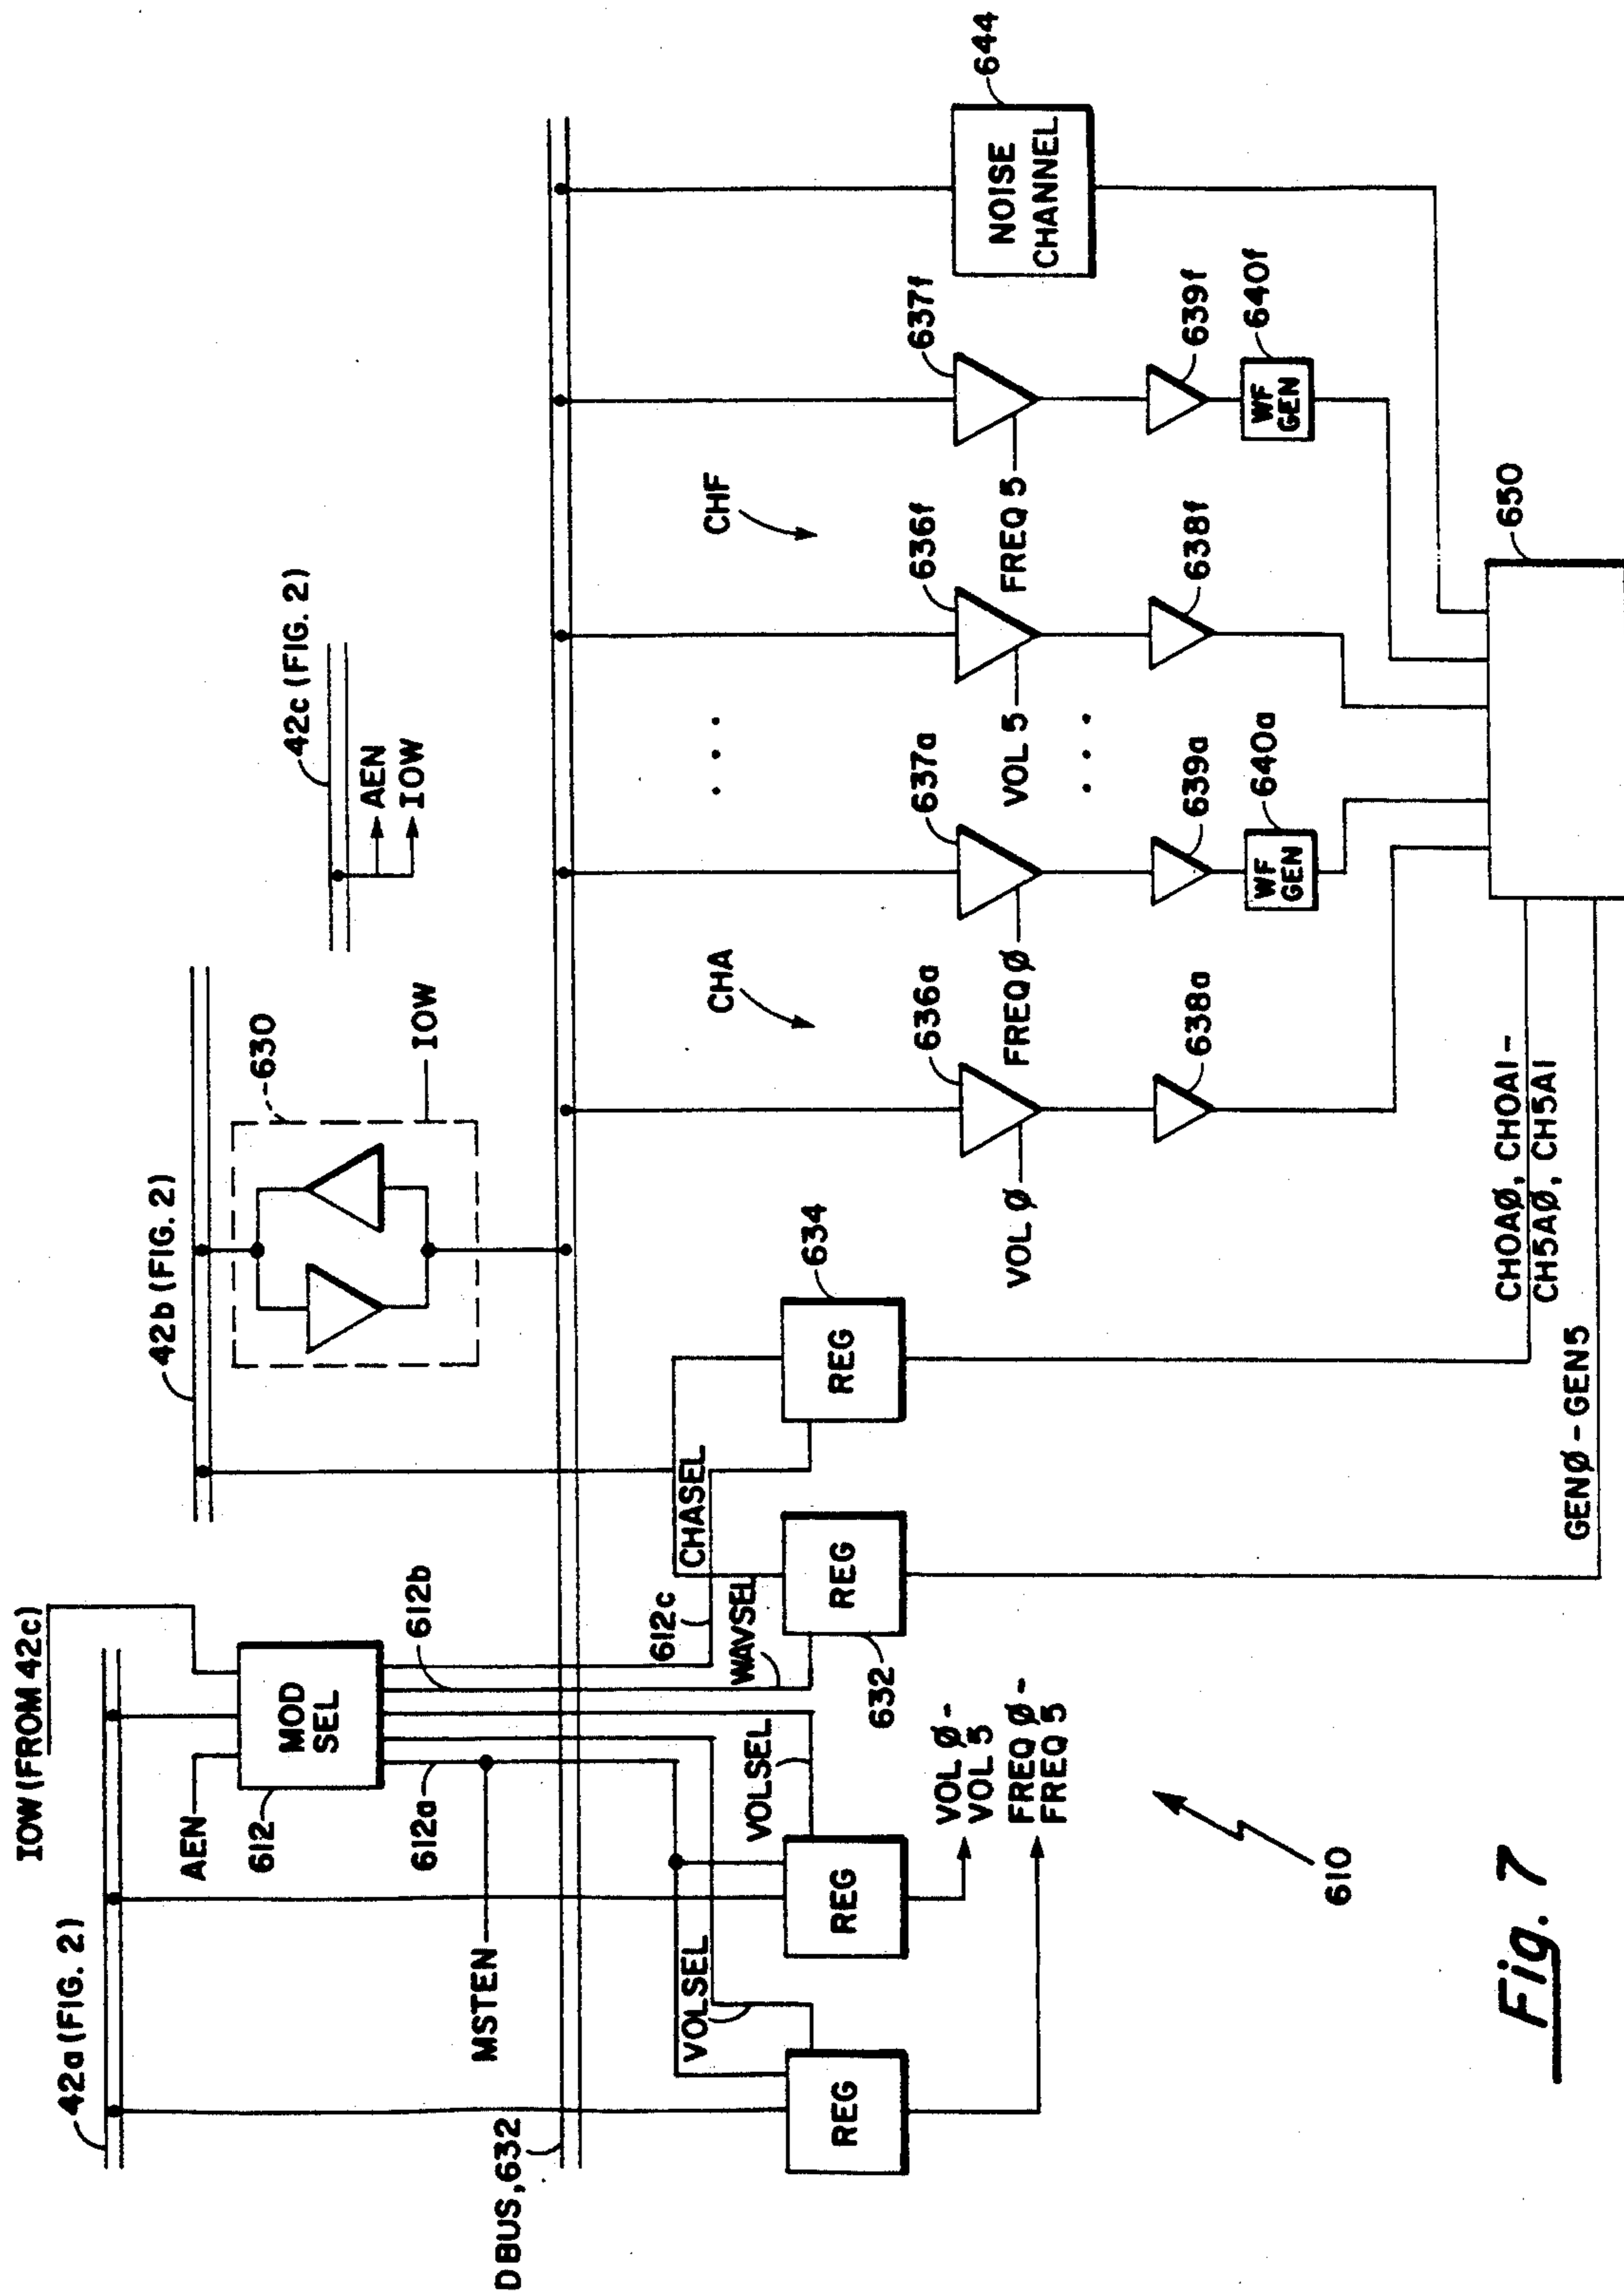 IOW (FROM 42c)
42a (FIG. 2)
AEN
612
MOD
SEL
612a
612b
MSTEN
DBUS,632
VOLSEL
VOLSEL
612c
WAVSEL
CHASEL
REG
REG
REG
632
REG
634
VOL Ø-
VOL 5
FREQ Ø-
FREQ 5
610
42b (FIG. 2)
630
IOW
42c (FIG. 2)
AEN
IOW
CHA
CHF
636a
637a
636f
637f
VOL Ø
FREQ Ø
VOL 5
FREQ 5
. . .
. . .
638a
639a
638f
639f
WF
GEN
640a
WF
GEN
640f
NOISE
CHANNEL
644
650
CHOAØ, CHOAI-
CH5AØ, CH5AI
GENØ-GEN5
Fig. 7